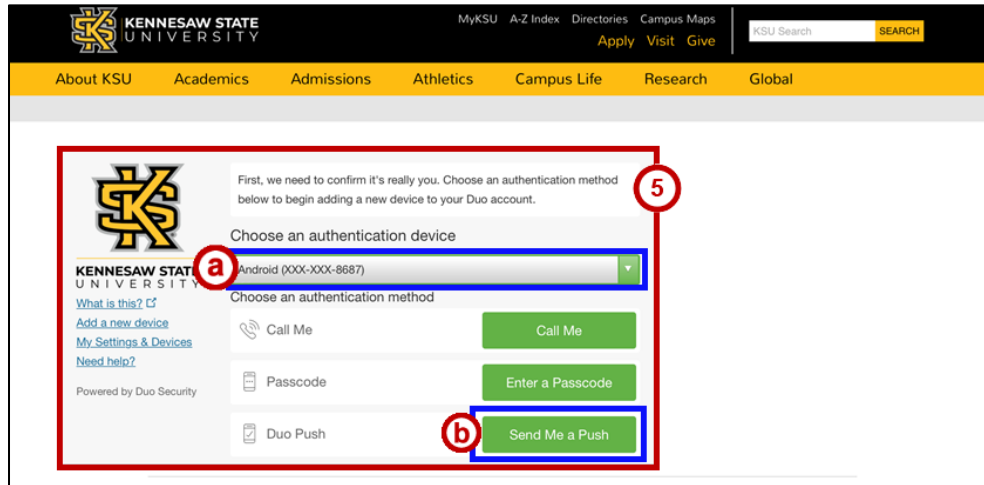 KENNESAW STATE
UNIVERSITY
MyKSU A-Z Index Directories Campus Maps
Apply Visit Give
KSU Search
SEARCH
About KSU Academics Admissions Athletics Campus Life Research Global
KS
First, we need to confirm it's really you. Choose an authentication method
below to begin adding a new device to your Duo account.
5
Choose an authentication device
KENNESAW STAT
UNIVERSITY
a
Android (XXX-XXX-8687)
Choose an authentication method
What is this?
Add a new device
My Settings & Devices
Need help?
Powered by Duo Security
Call Me
Call Me
Passcode
Enter a Passcode
Duo Push
b
Send Me a Push